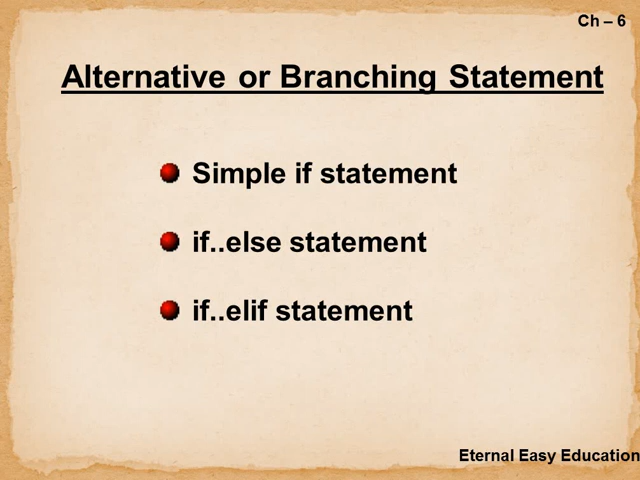 Ch – 6
Alternative or Branching Statement
Simple if statement
if..else statement
if..elif statement
Eternal Easy Education